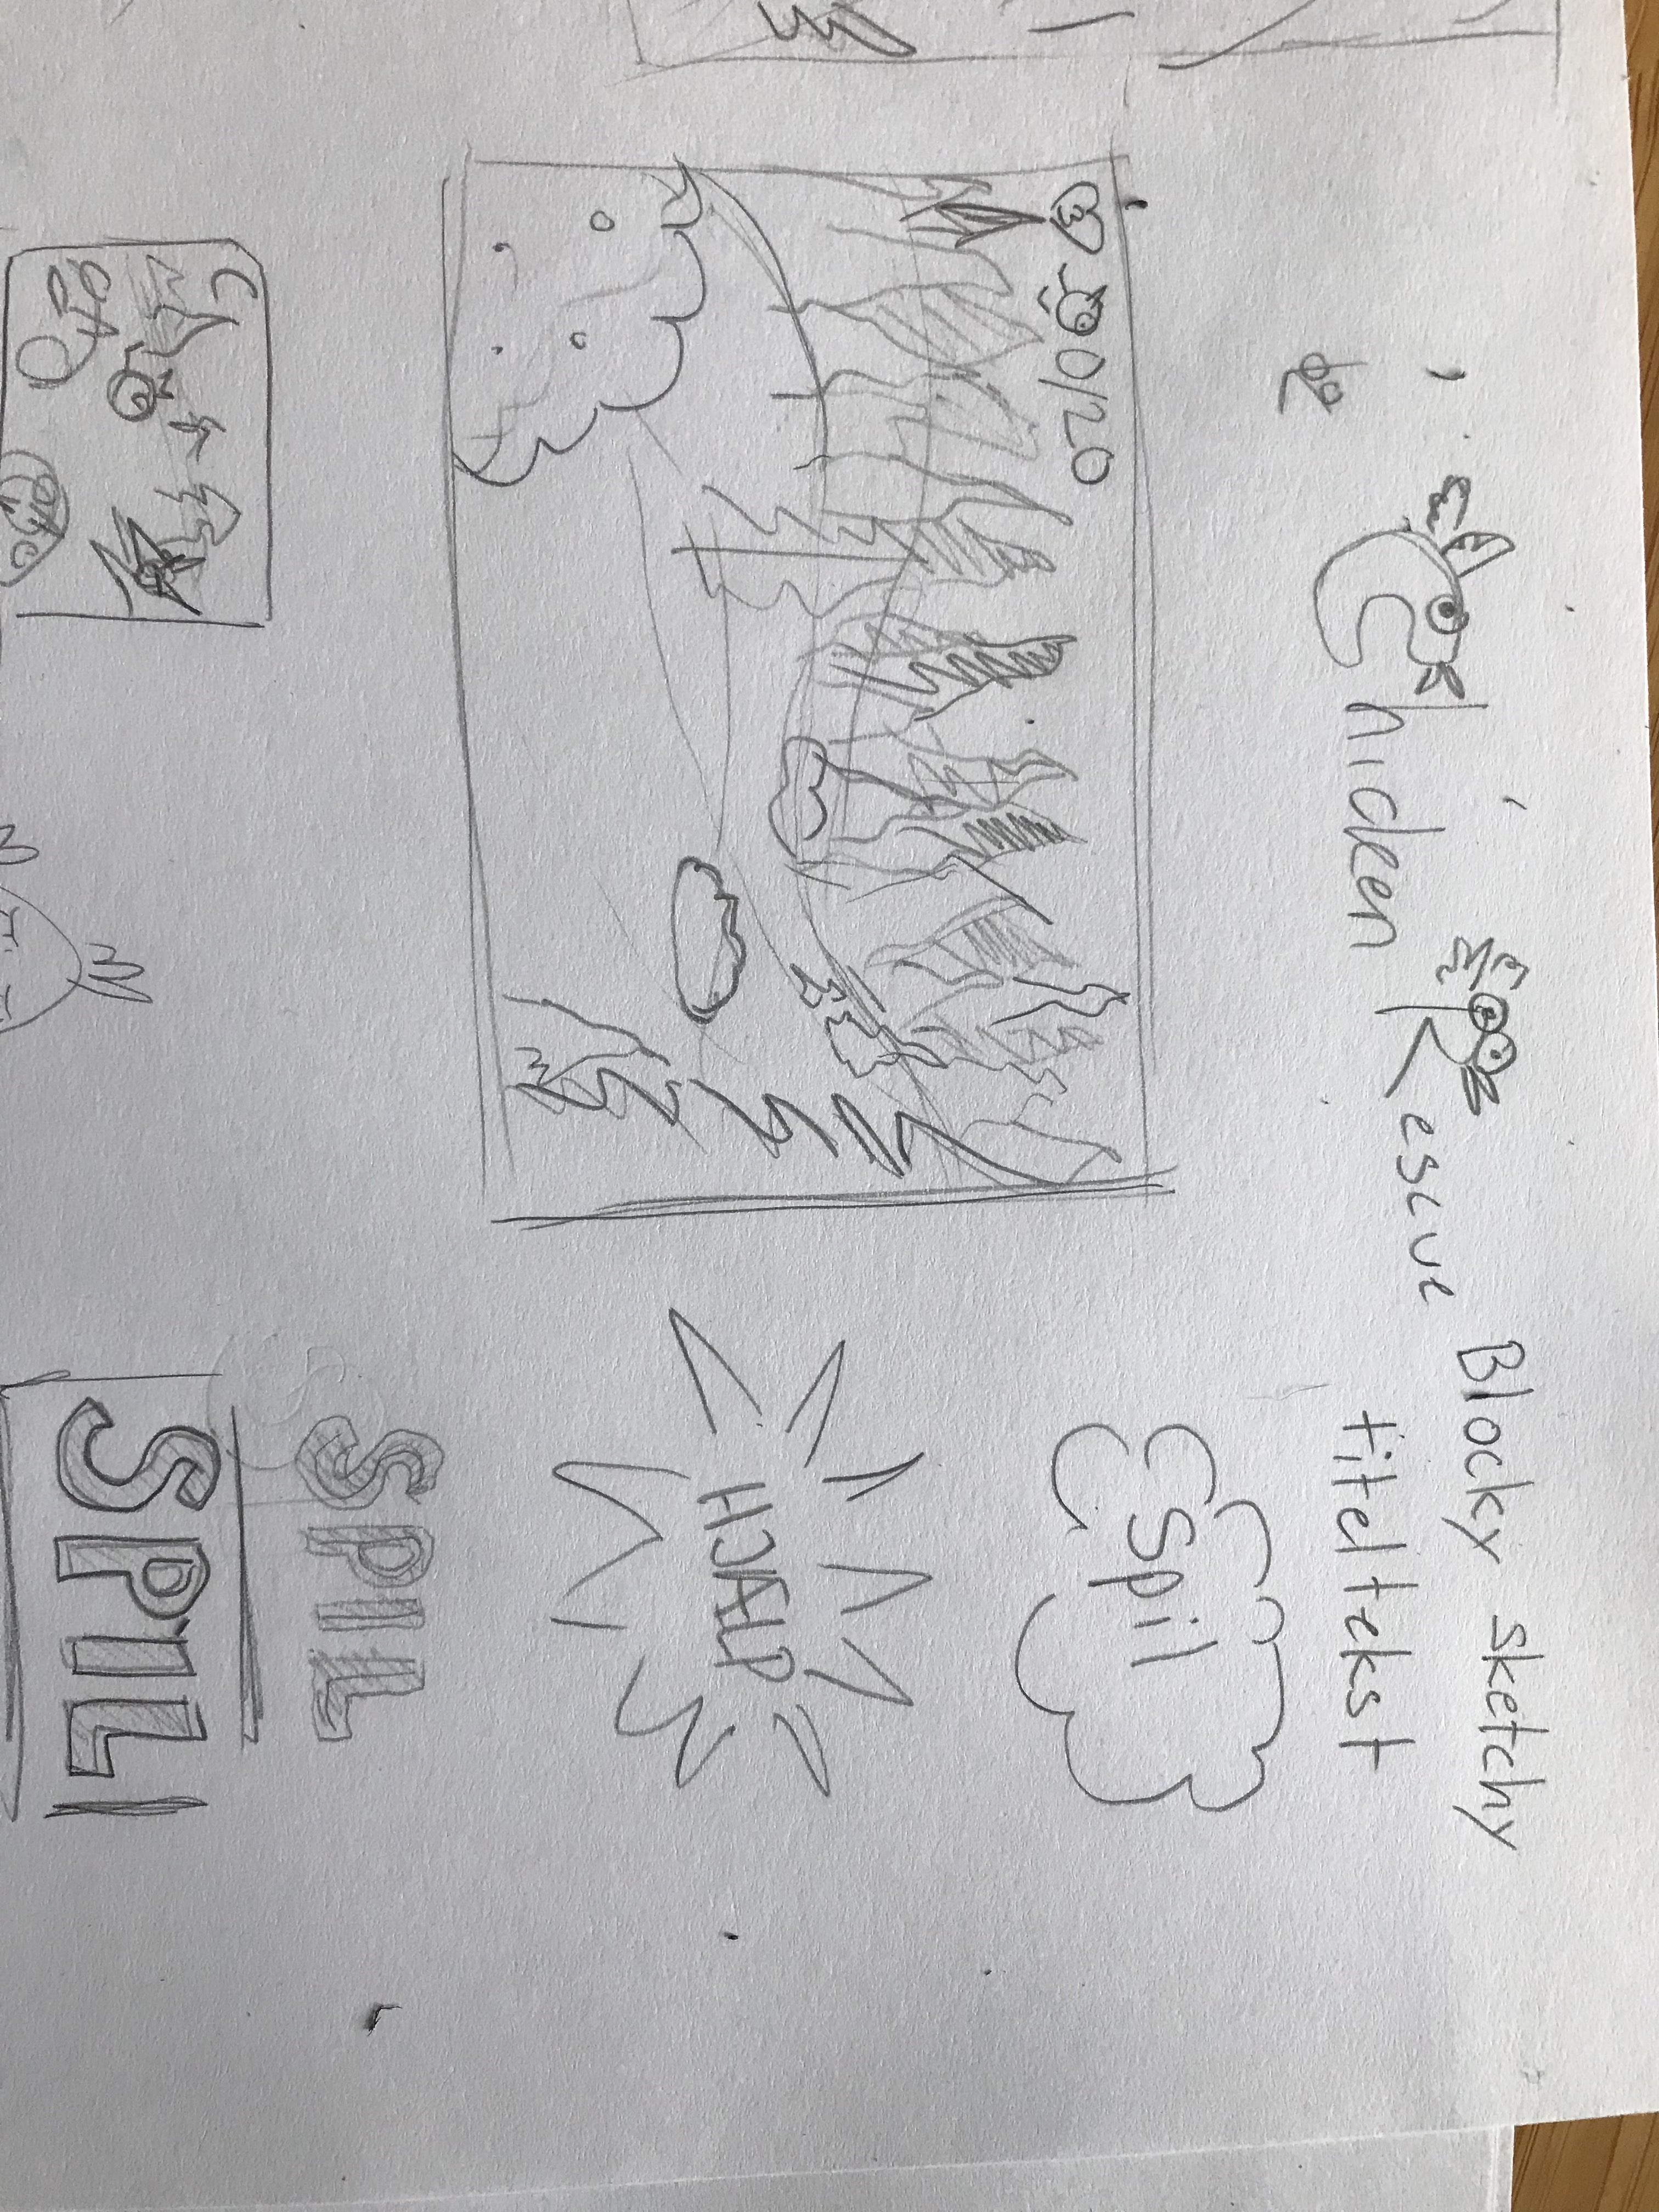 Chicken Rescue
Blocky sketchy
titeltekst
Spil
3 0/20
HJÆLP
SPIL
SPIL
C